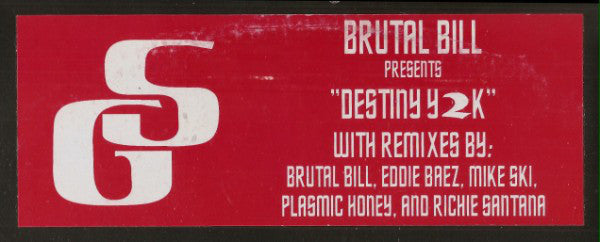 SG
BRUTAL BILL
PRESENTS
"DESTINY Y2K"
WITH REMIXES BY:
BRUTAL BILL, EDDIE BAEZ, MIKE SKI,
PLASMIC HONEY, AND RICHIE SANTANA